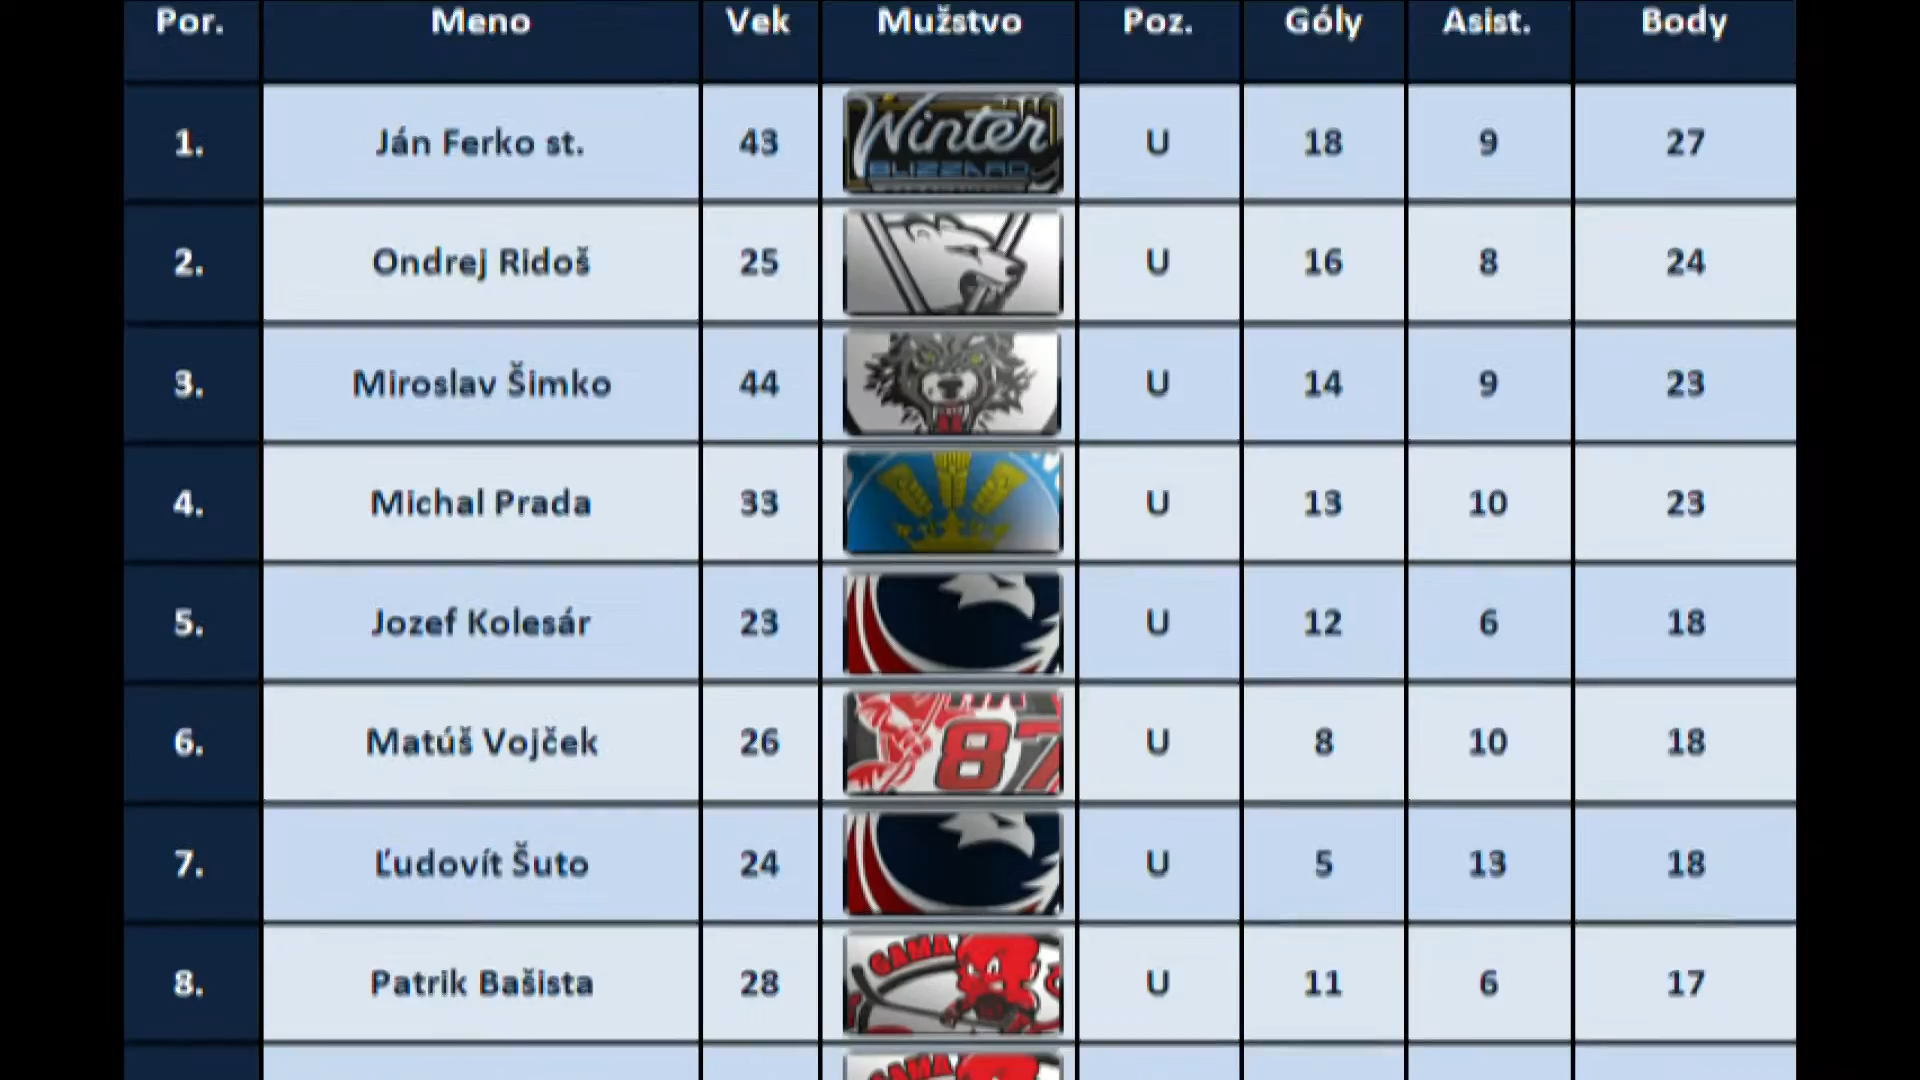 Por. Meno Vek Mužstvo Poz. Góly Asist. Body
1. Ján Ferko st. 43 Winter BLIZZARD U 18 9 27
2. Ondrej Ridoš 25 U 16 8 24
3. Miroslav Šimko 44 U 14 9 23
4. Michal Prada 33 U 13 10 23
5. Jozef Kolesár 23 U 12 6 18
6. Matúš Vojček 26 87 U 8 10 18
7. Ľudovít Šuto 24 U 5 13 18
8. Patrik Bašista 28 GAMA U 11 6 17